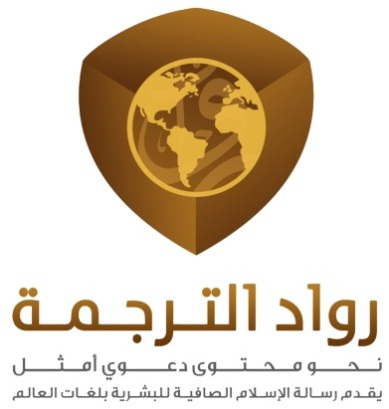 رواد الترجمة
نحو محتوى دعوي أمثل
يقدم رسالة الإسلام الصافية للبشرية بلغات العالم